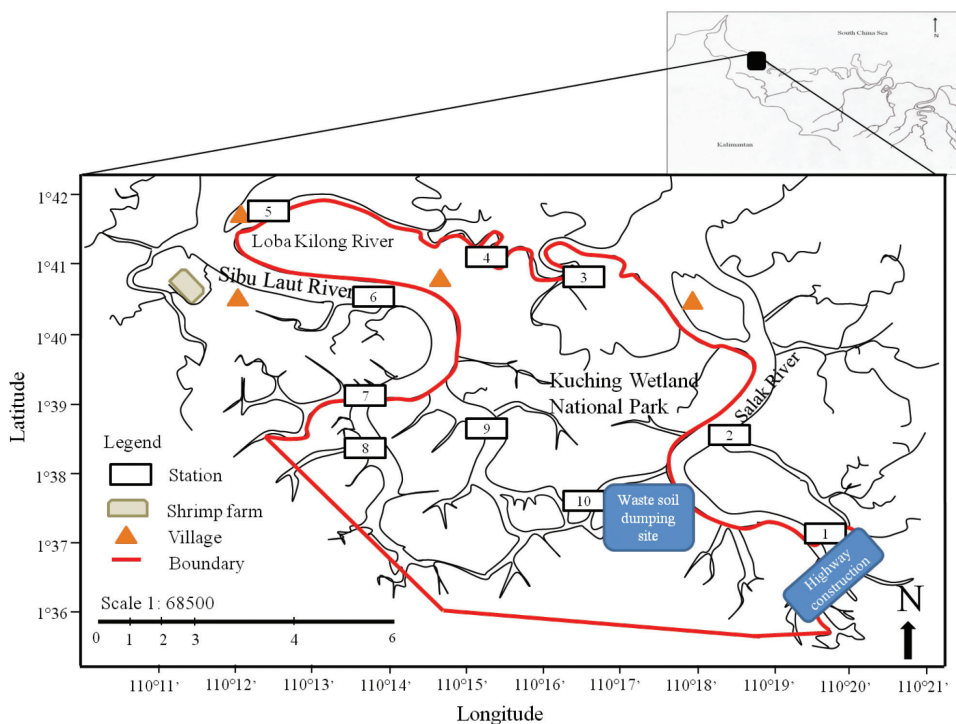 South China Sea
N
Kalimantan
1°42
1°41
1°40
1°39
1°38
1°37
1°36
Latitude
5
Loba Kilong River
4
3
Sibu Laut River
6
Kuching Wetland
National Park
Salak River
7
8
9
2
10
Waste soil
dumping
site
1
Highway
construction
Legend
Station
Shrimp farm
Village
Boundary
Scale 1: 68500
0 1 2 3 4 6
N
110°11’ 110°12’ 110°14’ 110°15’ 110°16’ 110°17’ 110°18’ 110°19’ 110°20’ 110°21’
Longitude